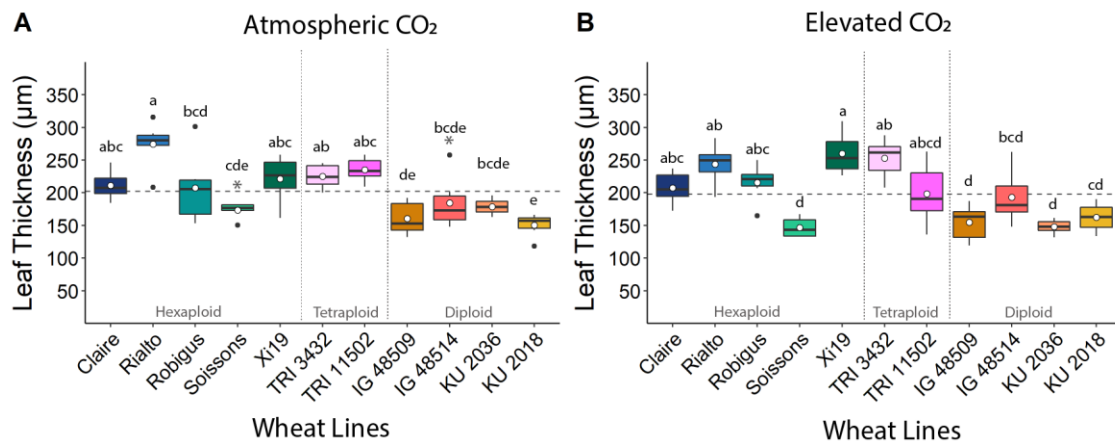 A
Atmospheric CO₂
Leaf Thickness (µm)
350
300
250
200
150
100
50
abc
a
bcd
cde
*
abc
abc
abc
de
bcde
*
bcde
e
Hexaploid
Tetraploid
Diploid
Claire
Rialto
Robigus
Soissons
Xi19
TRI 3432
TRI 11502
IG 48509
IG 48514
KU 2036
KU 2018
Wheat Lines
B
Elevated CO₂
Leaf Thickness (µm)
350
300
250
200
150
100
50
abc
ab
abc
d
a
ab
abcd
d
bcd
d
cd
Hexaploid
Tetraploid
Diploid
Claire
Rialto
Robigus
Soissons
Xi19
TRI 3432
TRI 11502
IG 48509
IG 48514
KU 2036
KU 2018
Wheat Lines